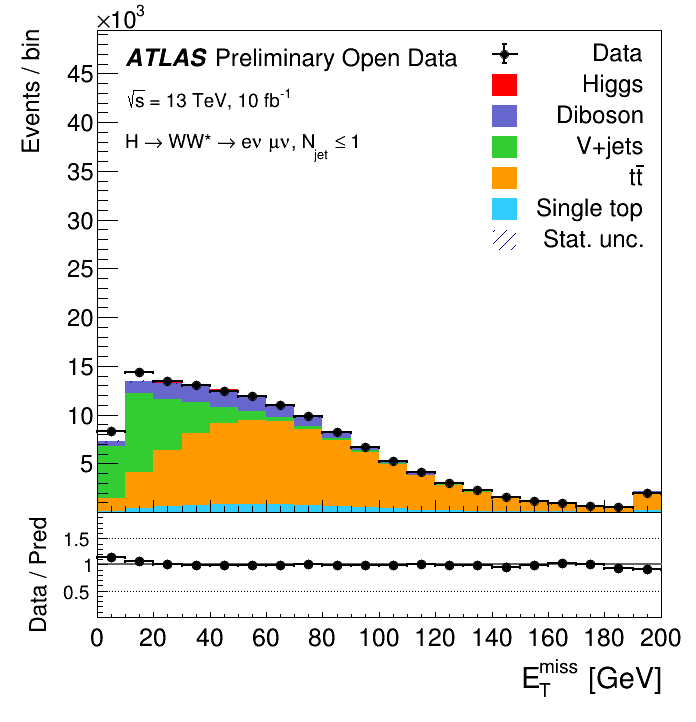 ×10³
Events / bin
45
40
35
30
25
20
15
10
5
ATLAS Preliminary Open Data
√s = 13 TeV, 10 fb⁻¹
H → WW* → eν μν, N_jet ≤ 1
Data
Higgs
Diboson
V+jets
tt̄
Single top
Stat. unc.
Data / Pred
1.5
1
0.5
0 20 40 60 80 100 120 140 160 180 200
E_T^miss [GeV]